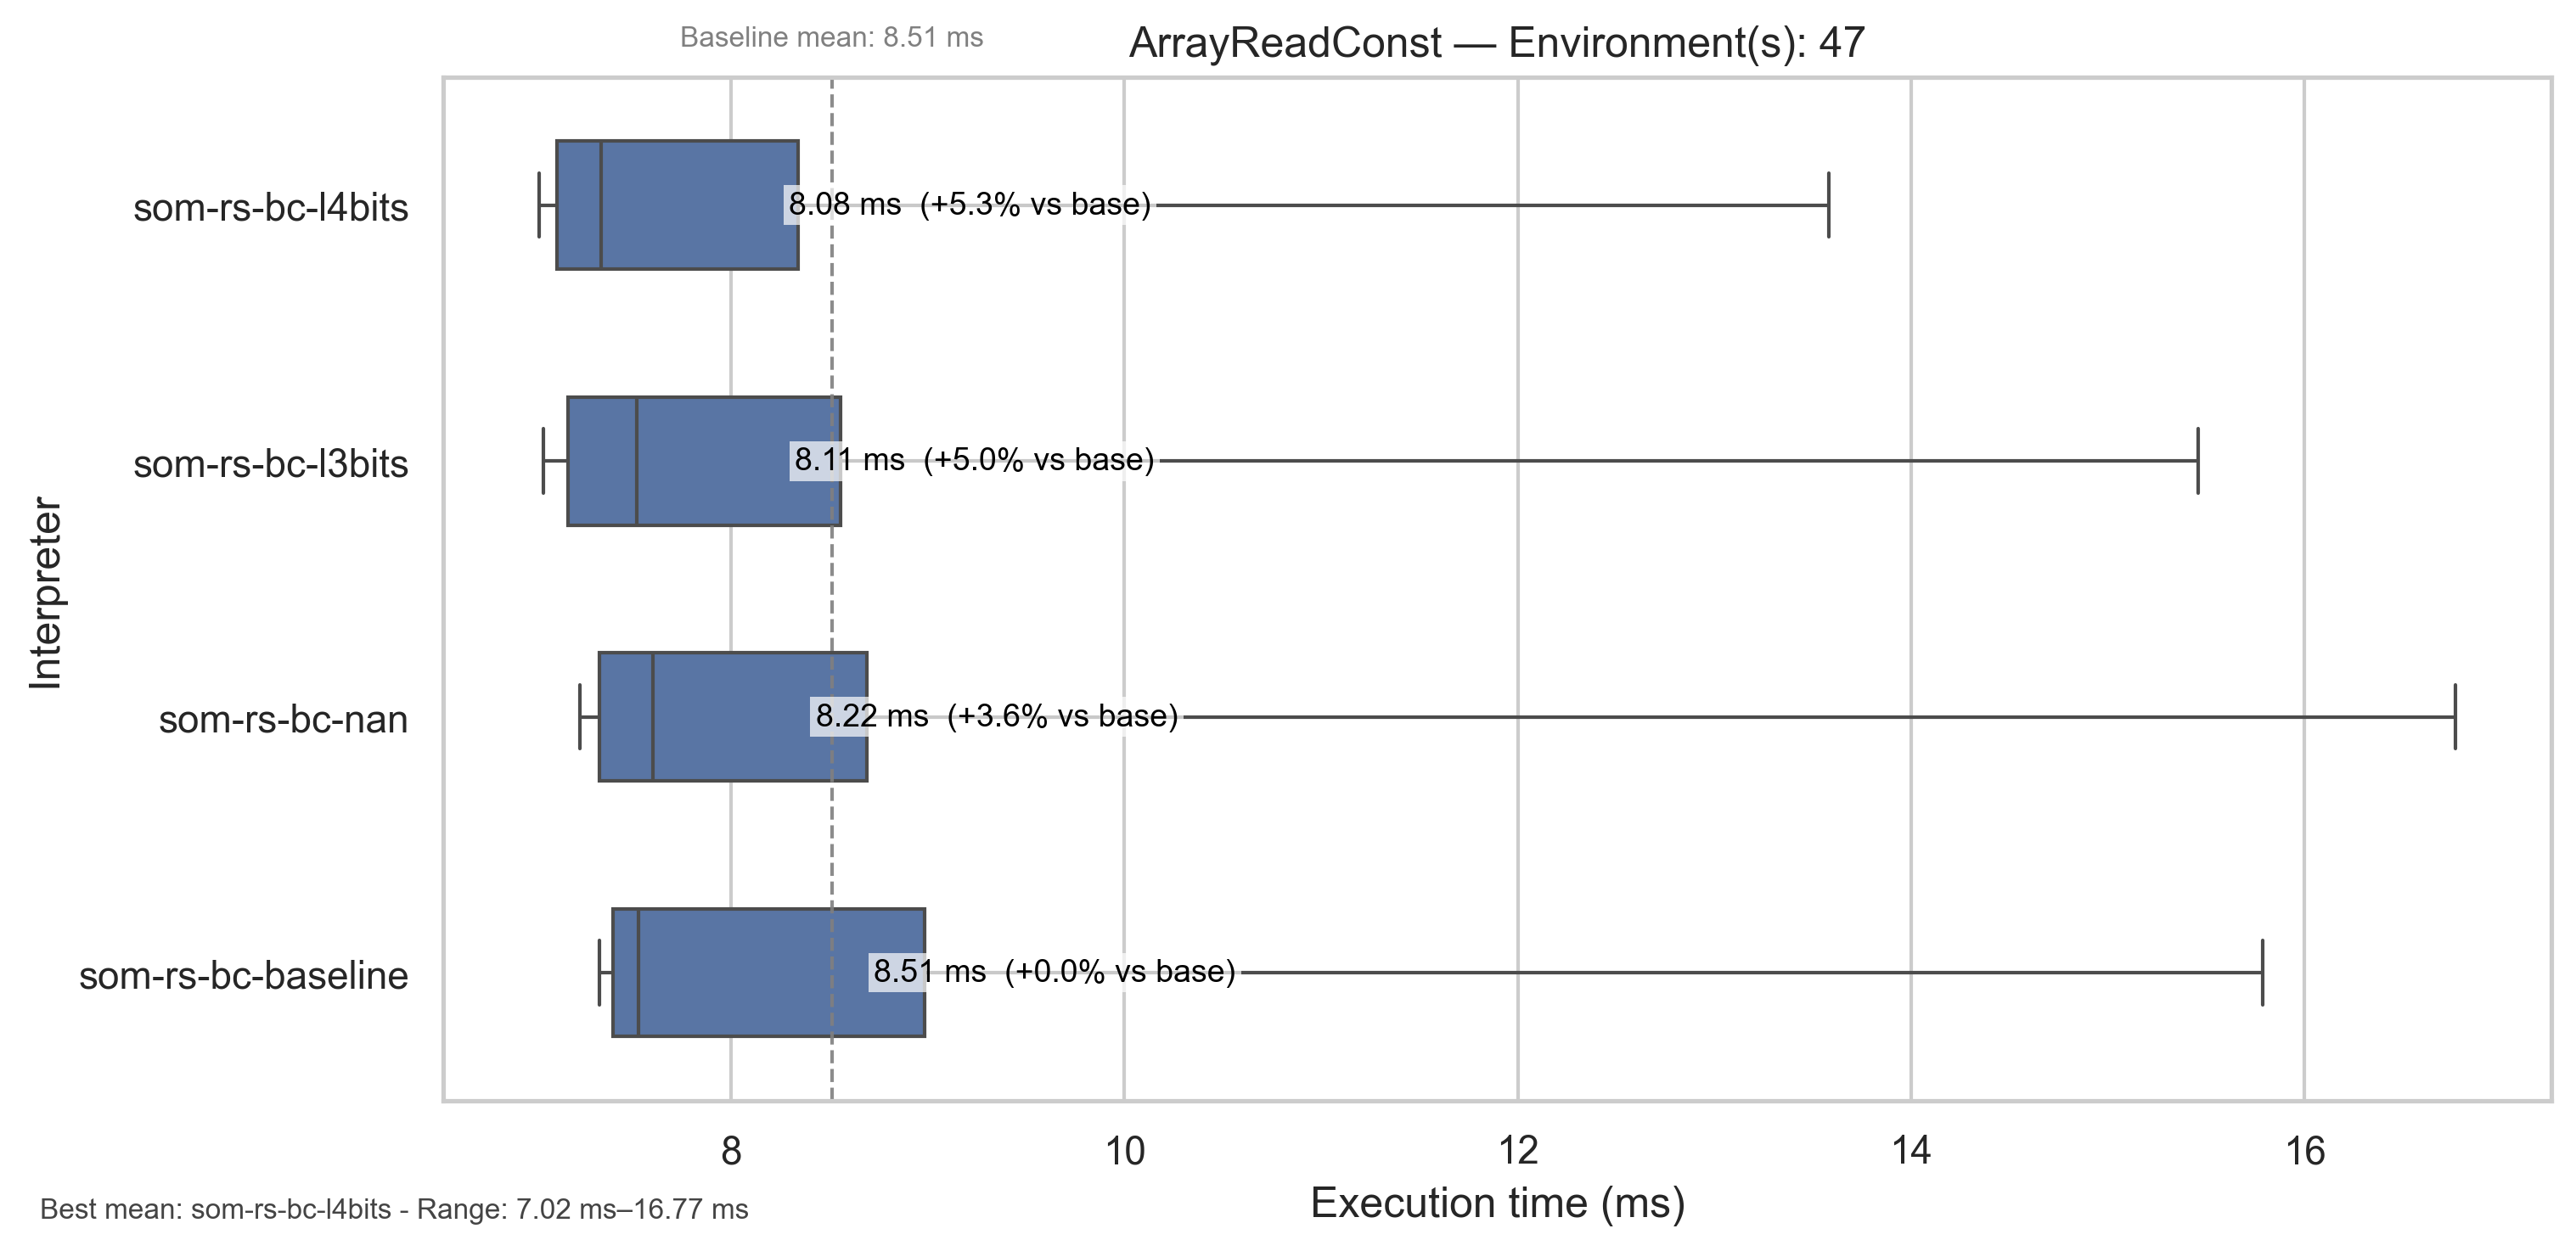 Baseline mean: 8.51 ms
ArrayReadConst — Environment(s): 47
som-rs-bc-l4bits
8.08 ms (+5.3% vs base)
som-rs-bc-l3bits
8.11 ms (+5.0% vs base)
Interpreter
som-rs-bc-nan
8.22 ms (+3.6% vs base)
som-rs-bc-baseline
8.51 ms (+0.0% vs base)
8 10 12 14 16
Execution time (ms)
Best mean: som-rs-bc-l4bits - Range: 7.02 ms–16.77 ms